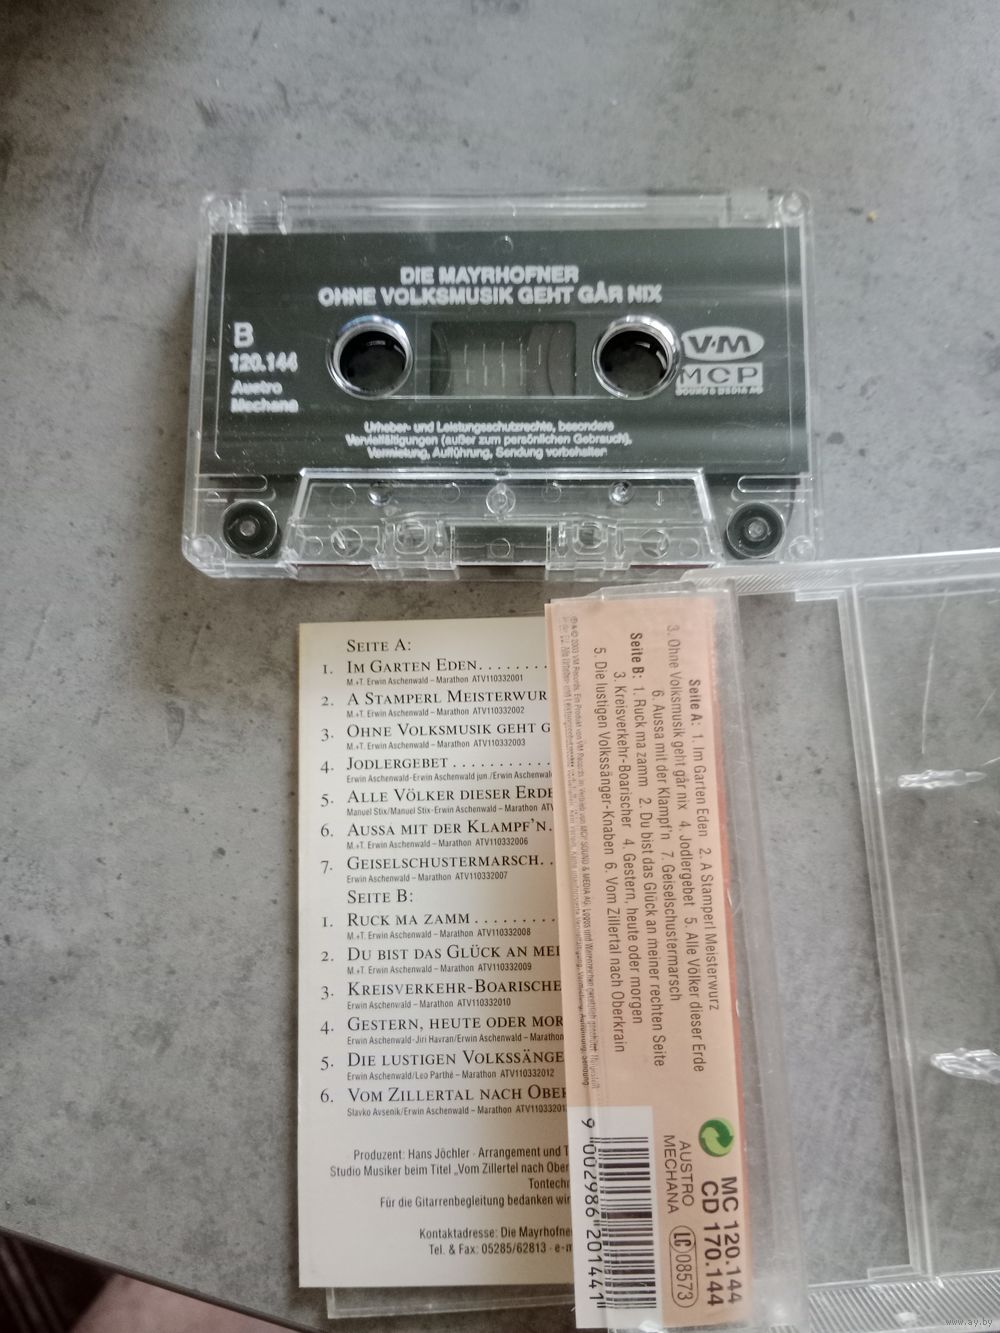 DIE MAYRHOFNER
OHNE VOLKSMUSIK GEHT GÅR NIX
B
120.144
Austro
Mechana
V·M
MCP
SOUND & MEDIA AG
Urheber- und Leistungsschutzrechte, besondere
Vervielfältigungen (außer zum persönlichen Gebrauch),
Vermietung, Aufführung, Sendung vorbehalten
SEITE A:
1. IM GARTEN EDEN. . . . . . . .
M.+T. Erwin Aschenwald – Marathon ATV110332001
2. A STAMPERL MEISTERWUR
M.+T. Erwin Aschenwald – Marathon ATV110332002
3. OHNE VOLKSMUSIK GEHT G
M.+T. Erwin Aschenwald – Marathon ATV110332003
4. JODLERGEBET . . . . . . . . . .
Erwin Aschenwald-Erwin Aschenwald jun /Erwin Aschenwal
5. ALLE VÖLKER DIESER ERDE
Manuel Stix/Manuel Stix-Erwin Aschenwald – Marathon ATV
6. AUSSA MIT DER KLAMPF'N.
M.+T. Erwin Aschenwald – Marathon ATV110332006
7. GEISELSCHUSTERMARSCH. .
Erwin Aschenwald – Marathon ATV110332007
SEITE B:
1. RUCK MA ZAMM . . . . . . . .
M.+T. Erwin Aschenwald – Marathon ATV110332008
2. DU BIST DAS GLÜCK AN MEI
M.+T. Erwin Aschenwald – Marathon ATV110332009
3. KREISVERKEHR-BOARISCHE
Erwin Aschenwald – Marathon ATV110332010
4. GESTERN, HEUTE ODER MOR
Erwin Aschenwald-Jiri Havran/Erwin Aschenwald – Marathon
5. DIE LUSTIGEN VOLKSSÄNGE
Erwin Aschenwald/Leo Parthé – Marathon ATV110332012
6. VOM ZILLERTAL NACH OBER
Slavko Avsenik/Erwin Aschenwald – Marathon ATV11033201
Produzent: Hans Jöchler · Arrangement und T
Studio Musiker beim Titel „Vom Zillertel nach Ober
Tontechn
Für die Gitarrenbegleitung bedanken wir
Kontaktadresse: Die Mayrhofne
Tel. & Fax: 05285/62813 · e-m
Seite A: 1. Im Garten Eden 2. A Stamperl Meisterwurz
3. Ohne Volksmusik geht går nix 4. Jodlergebet 5. Alle Völker dieser Erde
6. Aussa mit der Klampf'n 7. Geiselschustermarsch
Seite B: 1. Ruck ma zamm 2. Du bist das Glück an meiner rechten Seite
3. Kreisverkehr-Boarischer 4. Gestern, heute oder morgen
5. Die lustigen Volkssänger-Knaben 6. Vom Zillertal nach Oberkrain
MC 120.144
CD 170.144
AUSTRO
MECHANA
LC 08573
9 002986 201441
www.ay.by